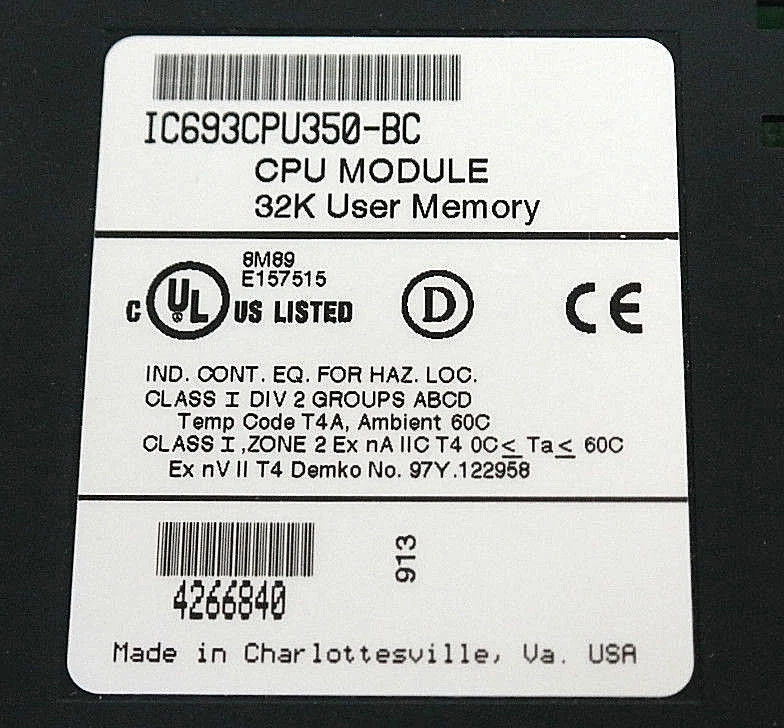 IC693CPU350-BC
CPU MODULE
32K User Memory
8M89
E157515
C UL US LISTED
D
CE
IND. CONT. EQ. FOR HAZ. LOC.
CLASS I DIV 2 GROUPS ABCD
Temp Code T4A, Ambient 60C
CLASS I ,ZONE 2 Ex nA IIC T4 0C≤ Ta≤ 60C
Ex nV II T4 Demko No. 97Y.122958
913
4266840
Made in Charlottesville, Va. USA